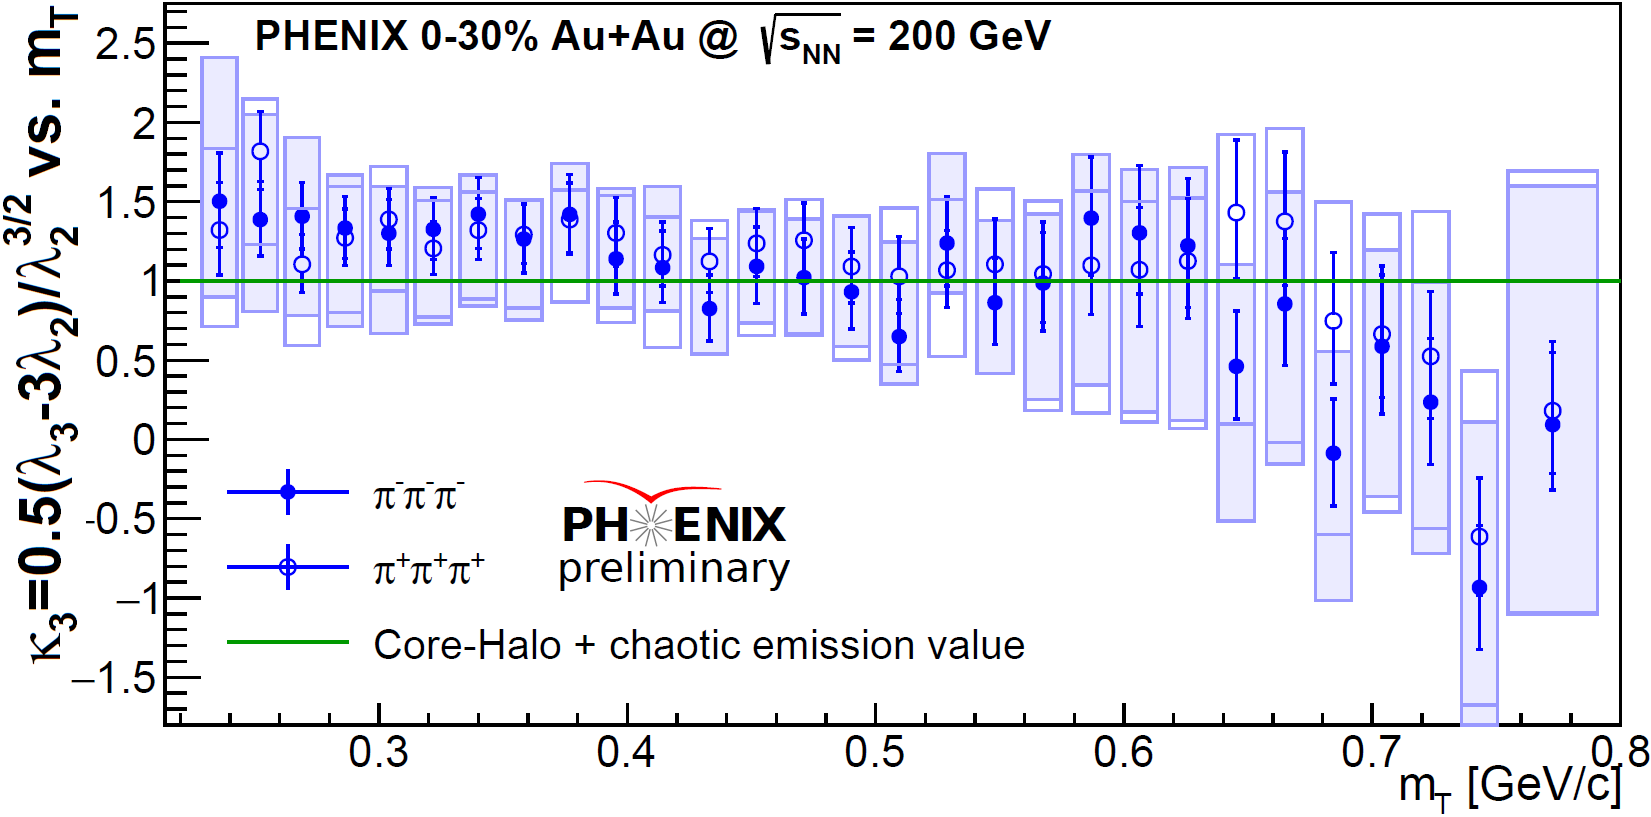 PHENIX 0-30% Au+Au @ √sNN = 200 GeV
κ3=0.5(λ3-3λ2)/λ2^3/2 vs. mT
2.5
2
1.5
1
0.5
0
-0.5
−1
−1.5
π-π-π-
π+π+π+
Core-Halo + chaotic emission value
PHENIX
preliminary
0.3 0.4 0.5 0.6 0.7 0.8
mT [GeV/c]